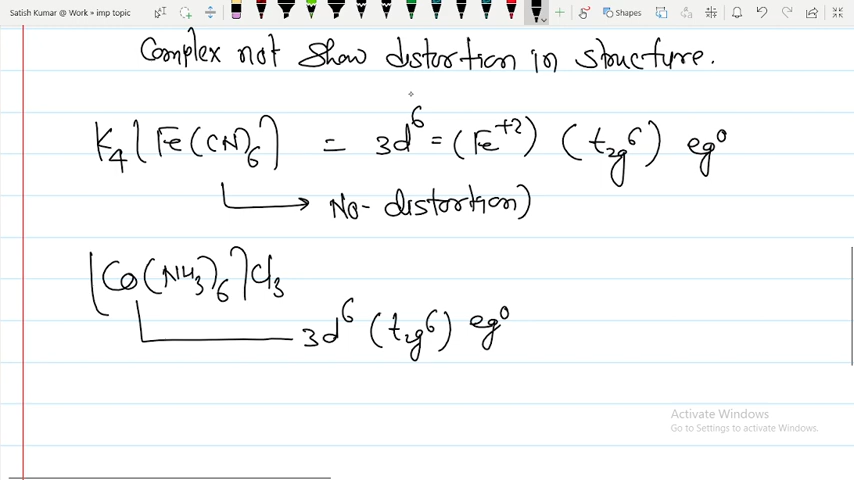 Satish Kumar @ Work » imp topic
Shapes
Complex not Show distortion in structure.
K₄[Fe(CN)₆] = 3d⁶ = (Fe⁺²) (t₂g⁶) eg⁰
No-distortion)
[Co(NH₃)₆]Cl₃
3d⁶ (t₂g⁶) eg⁰
Activate Windows
Go to Settings to activate Windows.